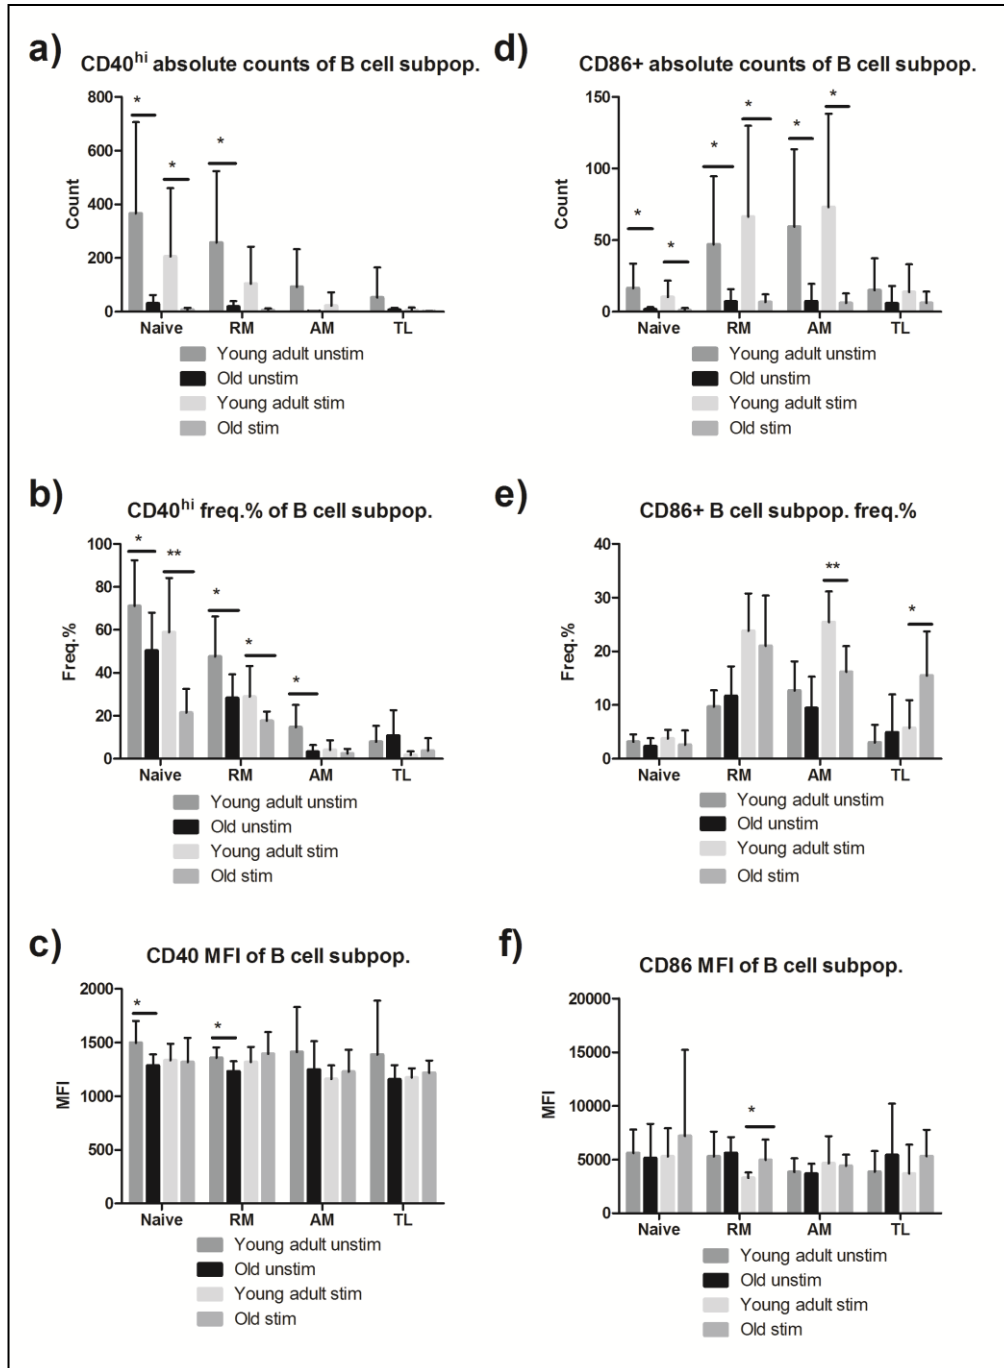 a)
CD40hi absolute counts of B cell subpop.
Count
800
600
400
200
0
* * *
Naive RM AM TL
Young adult unstim
Old unstim
Young adult stim
Old stim
d)
CD86+ absolute counts of B cell subpop.
Count
150
100
50
0
* * * * * *
Naive RM AM TL
Young adult unstim
Old unstim
Young adult stim
Old stim
b)
CD40hi freq.% of B cell subpop.
Freq.%
100
80
60
40
20
0
* ** * * *
Naive RM AM TL
Young adult unstim
Old unstim
Young adult stim
Old stim
e)
CD86+ B cell subpop. freq.%
Freq.%
40
30
20
10
0
** *
Naive RM AM TL
Young adult unstim
Old unstim
Young adult stim
Old stim
c)
CD40 MFI of B cell subpop.
MFI
2000
1500
1000
500
0
* *
Naive RM AM TL
Young adult unstim
Old unstim
Young adult stim
Old stim
f)
CD86 MFI of B cell subpop.
MFI
20000
15000
10000
5000
0
*
Naive RM AM TL
Young adult unstim
Old unstim
Young adult stim
Old stim